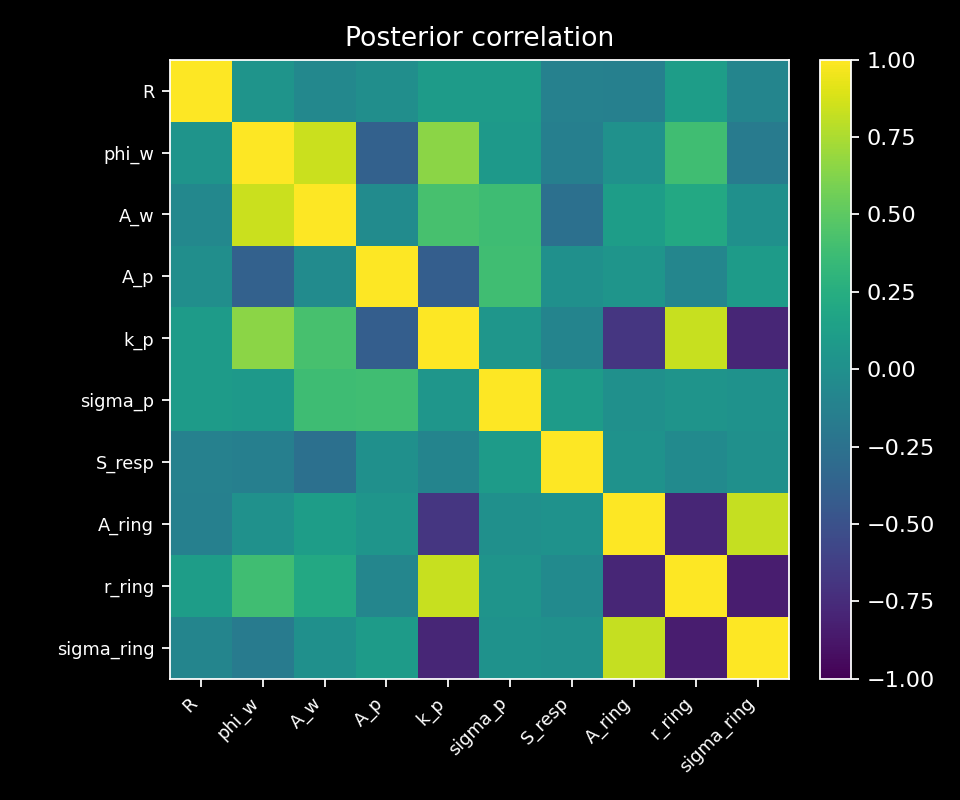 Posterior correlation
R
phi_w
A_w
A_p
k_p
sigma_p
S_resp
A_ring
r_ring
sigma_ring
R
phi_w
A_w
A_p
k_p
sigma_p
S_resp
A_ring
r_ring
sigma_ring
1.00
0.75
0.50
0.25
0.00
−0.25
−0.50
−0.75
−1.00